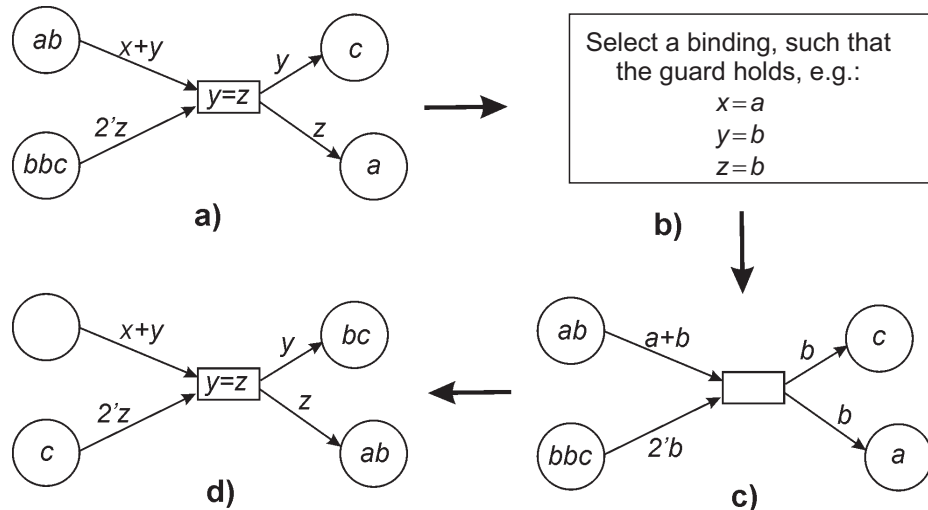 ab
x+y
y
c
y=z
2'z
z
bbc
a
a)
Select a binding, such that
the guard holds, e.g.:
x=a
y=b
z=b
b)
x+y
y
bc
y=z
2'z
z
c
ab
d)
ab
a+b
b
c
b
bbc
2'b
a
c)